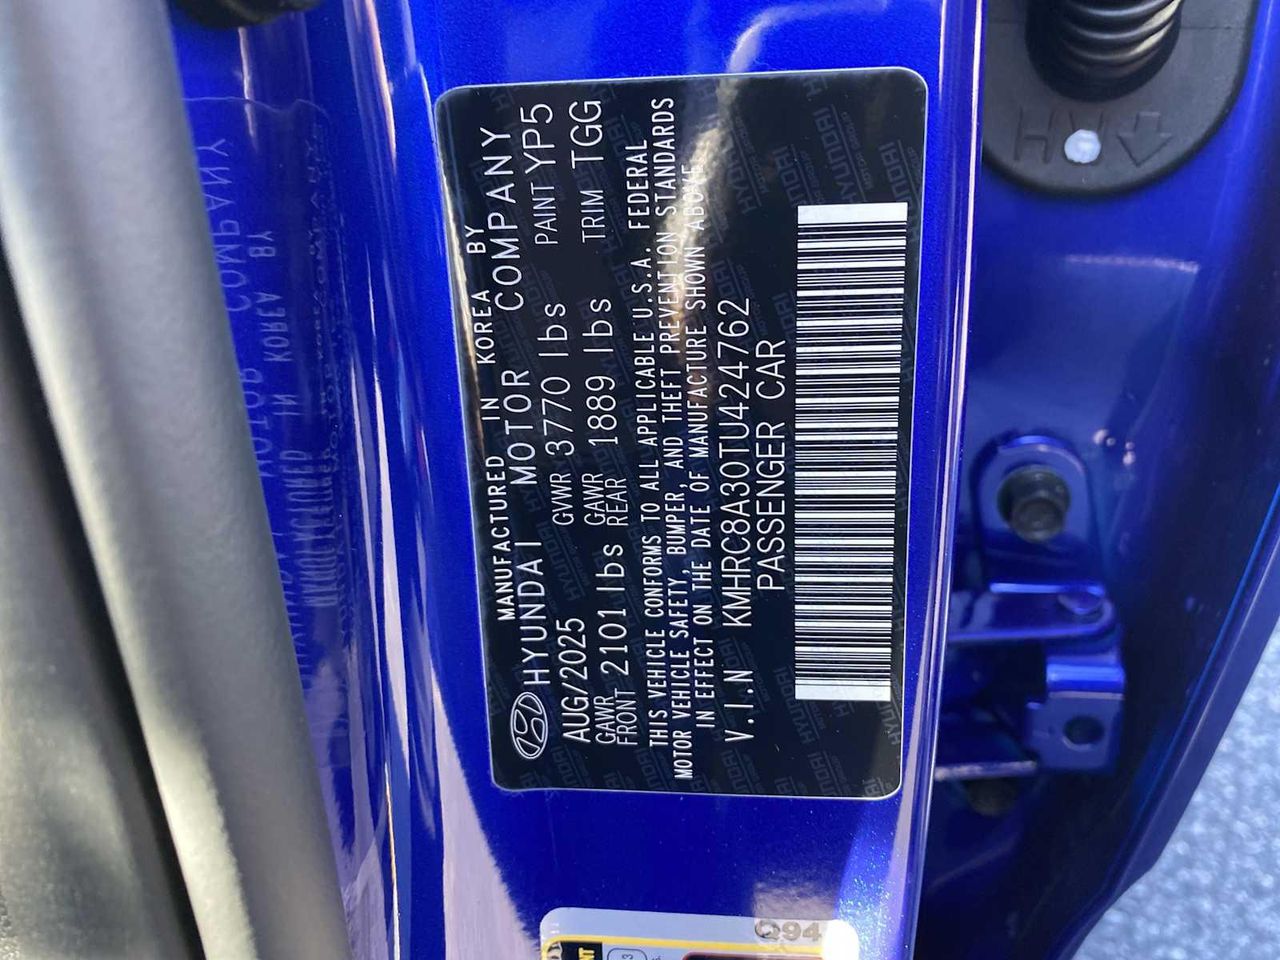 MANUFACTURED IN KOREA BY
HYUNDAI MOTOR COMPANY
AUG/2025 GVWR 3770 lbs PAINT YP5
GAWR FRONT 2101 lbs GAWR REAR 1889 lbs TRIM TGG
THIS VEHICLE CONFORMS TO ALL APPLICABLE U.S.A. FEDERAL
MOTOR VEHICLE SAFETY, BUMPER, AND THEFT PREVENTION STANDARDS
IN EFFECT ON THE DATE OF MANUFACTURE SHOWN ABOVE.
V.I.N KMHRC8A30TU424762
PASSENGER CAR
HV
Q94